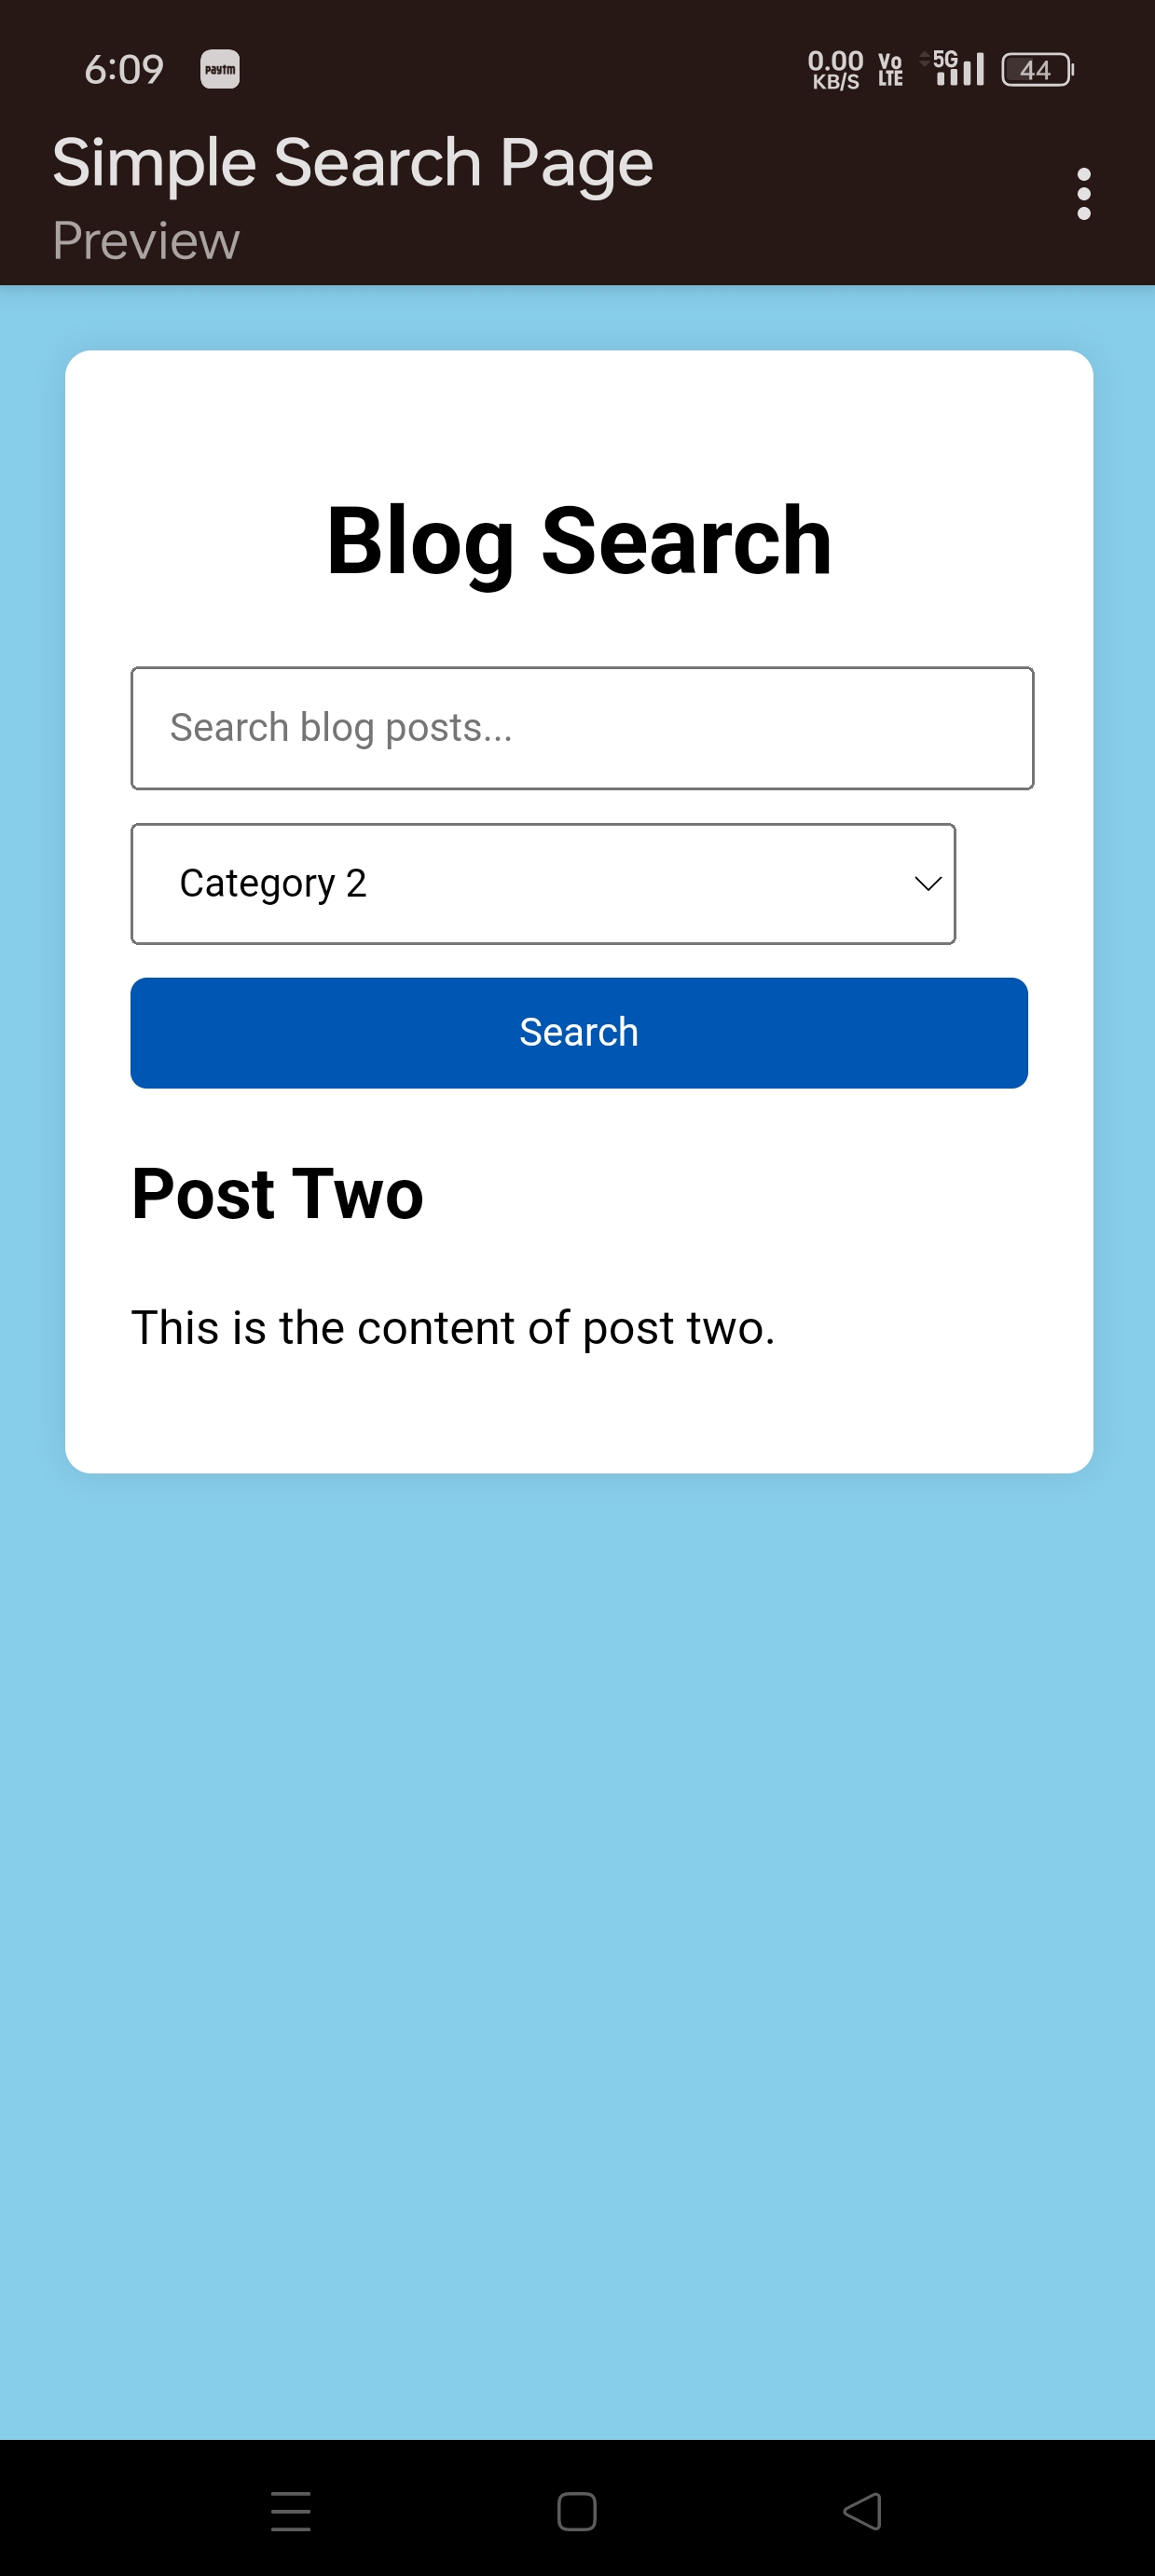 6:09 paytm 0.00 KB/S Vo LTE 5G 44
Simple Search Page
Preview
Blog Search
Search blog posts...
Category 2
Search
Post Two
This is the content of post two.